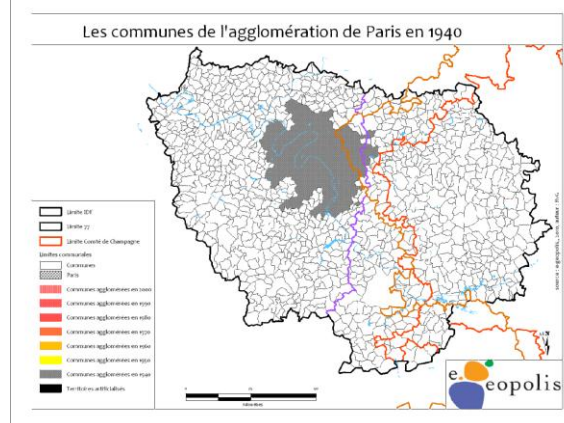 Les communes de l'agglomération de Paris en 1940
Limite IDF
Limite 77
Limite Comté de Champagne
Limites communales
Communes
Paris
Communes agglomérées en 2000
Communes agglomérées en 1990
Communes agglomérées en 1980
Communes agglomérées en 1970
Communes agglomérées en 1960
Communes agglomérées en 1950
Communes agglomérées en 1940
Territoires artificialisés
Kilomètres
e.
eopolis